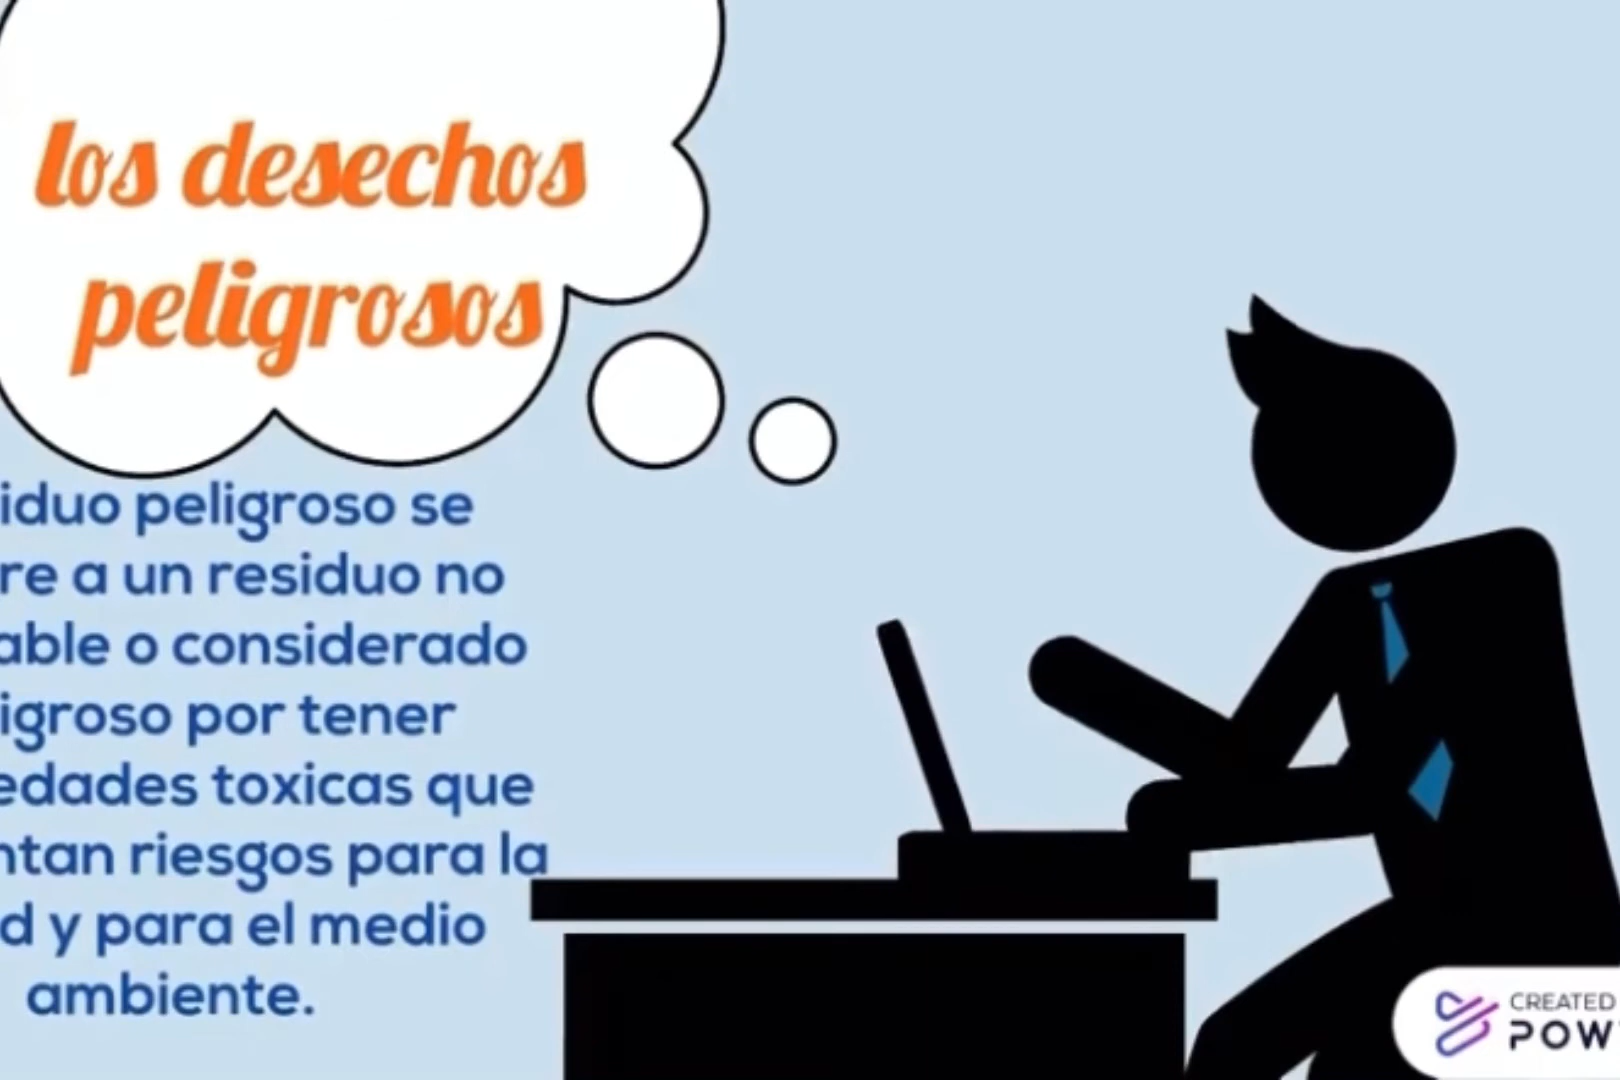 los desechos
peligrosos
iduo peligroso se
re a un residuo no
able o considerado
igroso por tener
edades toxicas que
ntan riesgos para la
d y para el medio
ambiente.
CREATED
POW